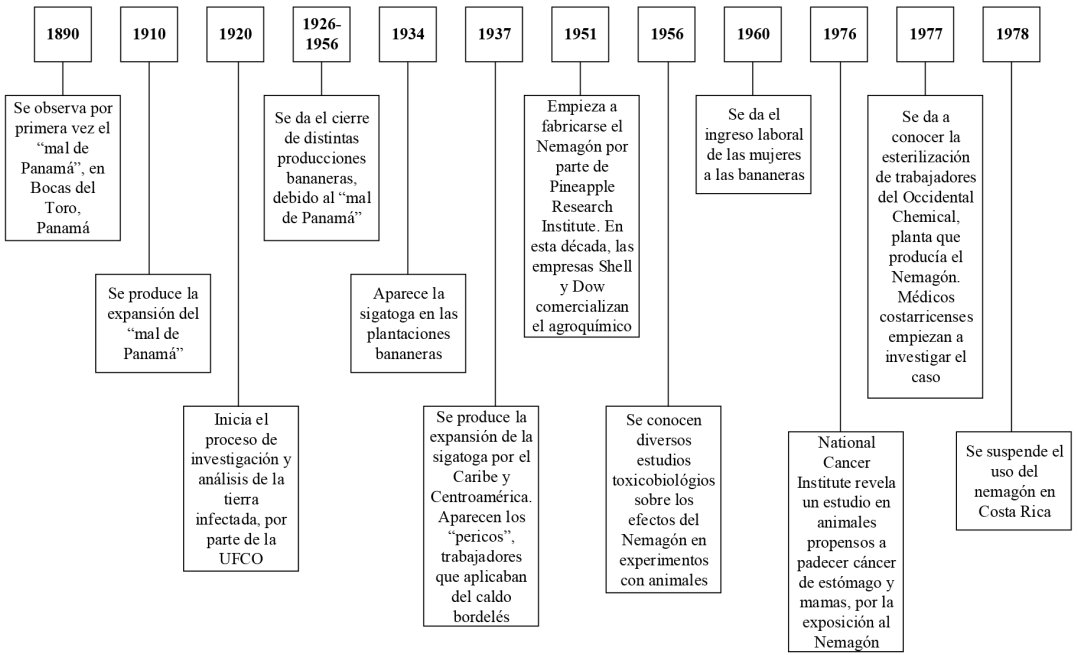 1890
Se observa por
primera vez el
“mal de
Panamá”, en
Bocas del
Toro,
Panamá
1910
Se produce la
expansión del
“mal de
Panamá”
1920
Inicia el
proceso de
investigación y
análisis de la
tierra
infectada, por
parte de la
UFCO
1926-
1956
Se da el cierre
de distintas
producciones
bananeras,
debido al “mal
de Panamá”
1934
Aparece la
sigatoga en las
plantaciones
bananeras
1937
Se produce la
expansión de la
sigatoga por el
Caribe y
Centroamérica.
Aparecen los
“pericos”,
trabajadores
que aplicaban
del caldo
bordelés
1951
Empieza a
fabricarse el
Nemagón por
parte de
Pineapple
Research
Institute. En
esta década, las
empresas Shell
y Dow
comercializan
el agroquímico
1956
Se conocen
diversos
estudios
toxicobiológios
sobre los
efectos del
Nemagón en
experimentos
con animales
1960
Se da el
ingreso laboral
de las mujeres
a las bananeras
1976
National
Cancer
Institute revela
un estudio en
animales
propensos a
padecer cáncer
de estómago y
mamas, por la
exposición al
Nemagón
1977
Se da a
conocer la
esterilización
de trabajadores
del Occidental
Chemical,
planta que
producía el
Nemagón.
Médicos
costarricenses
empiezan a
investigar el
caso
1978
Se suspende el
uso del
nemagón en
Costa Rica